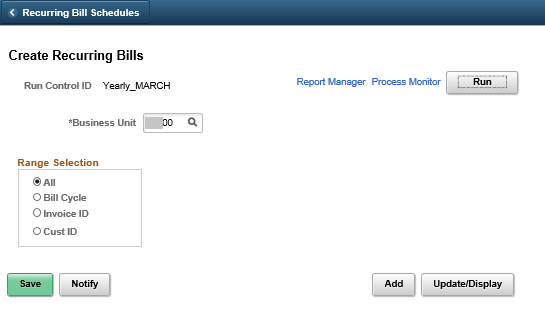 Recurring Bill Schedules
Create Recurring Bills
Run Control ID Yearly_MARCH Report Manager Process Monitor Run
*Business Unit 00
Range Selection
All
Bill Cycle
Invoice ID
Cust ID
Save Notify Add Update/Display